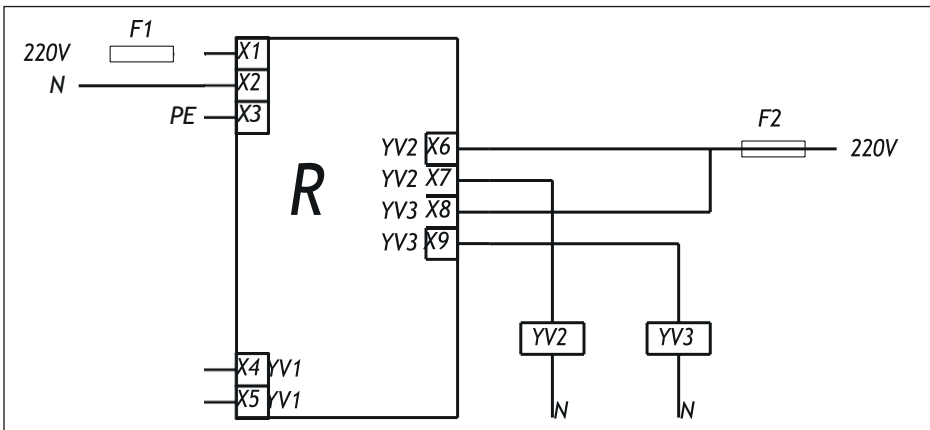 F1
220V X1
N X2
PE X3
F2
YV2 X6 220V
R
YV2 X7
YV3 X8
YV3 X9
YV2 YV3
X4 YV1
X5 YV1
N N